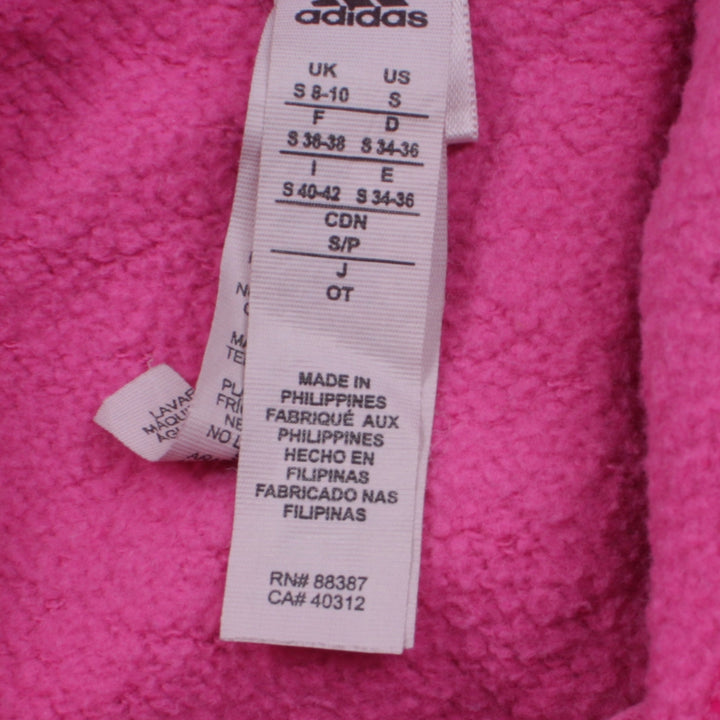 adidas
UK US
S 8-10 S
F D
S 36-38 S 34-36
I E
S 40-42 S 34-36
CDN
S/P
J
OT
MADE IN
PHILIPPINES
FABRIQUÉ AUX
PHILIPPINES
HECHO EN
FILIPINAS
FABRICADO NAS
FILIPINAS
RN# 88387
CA# 40312